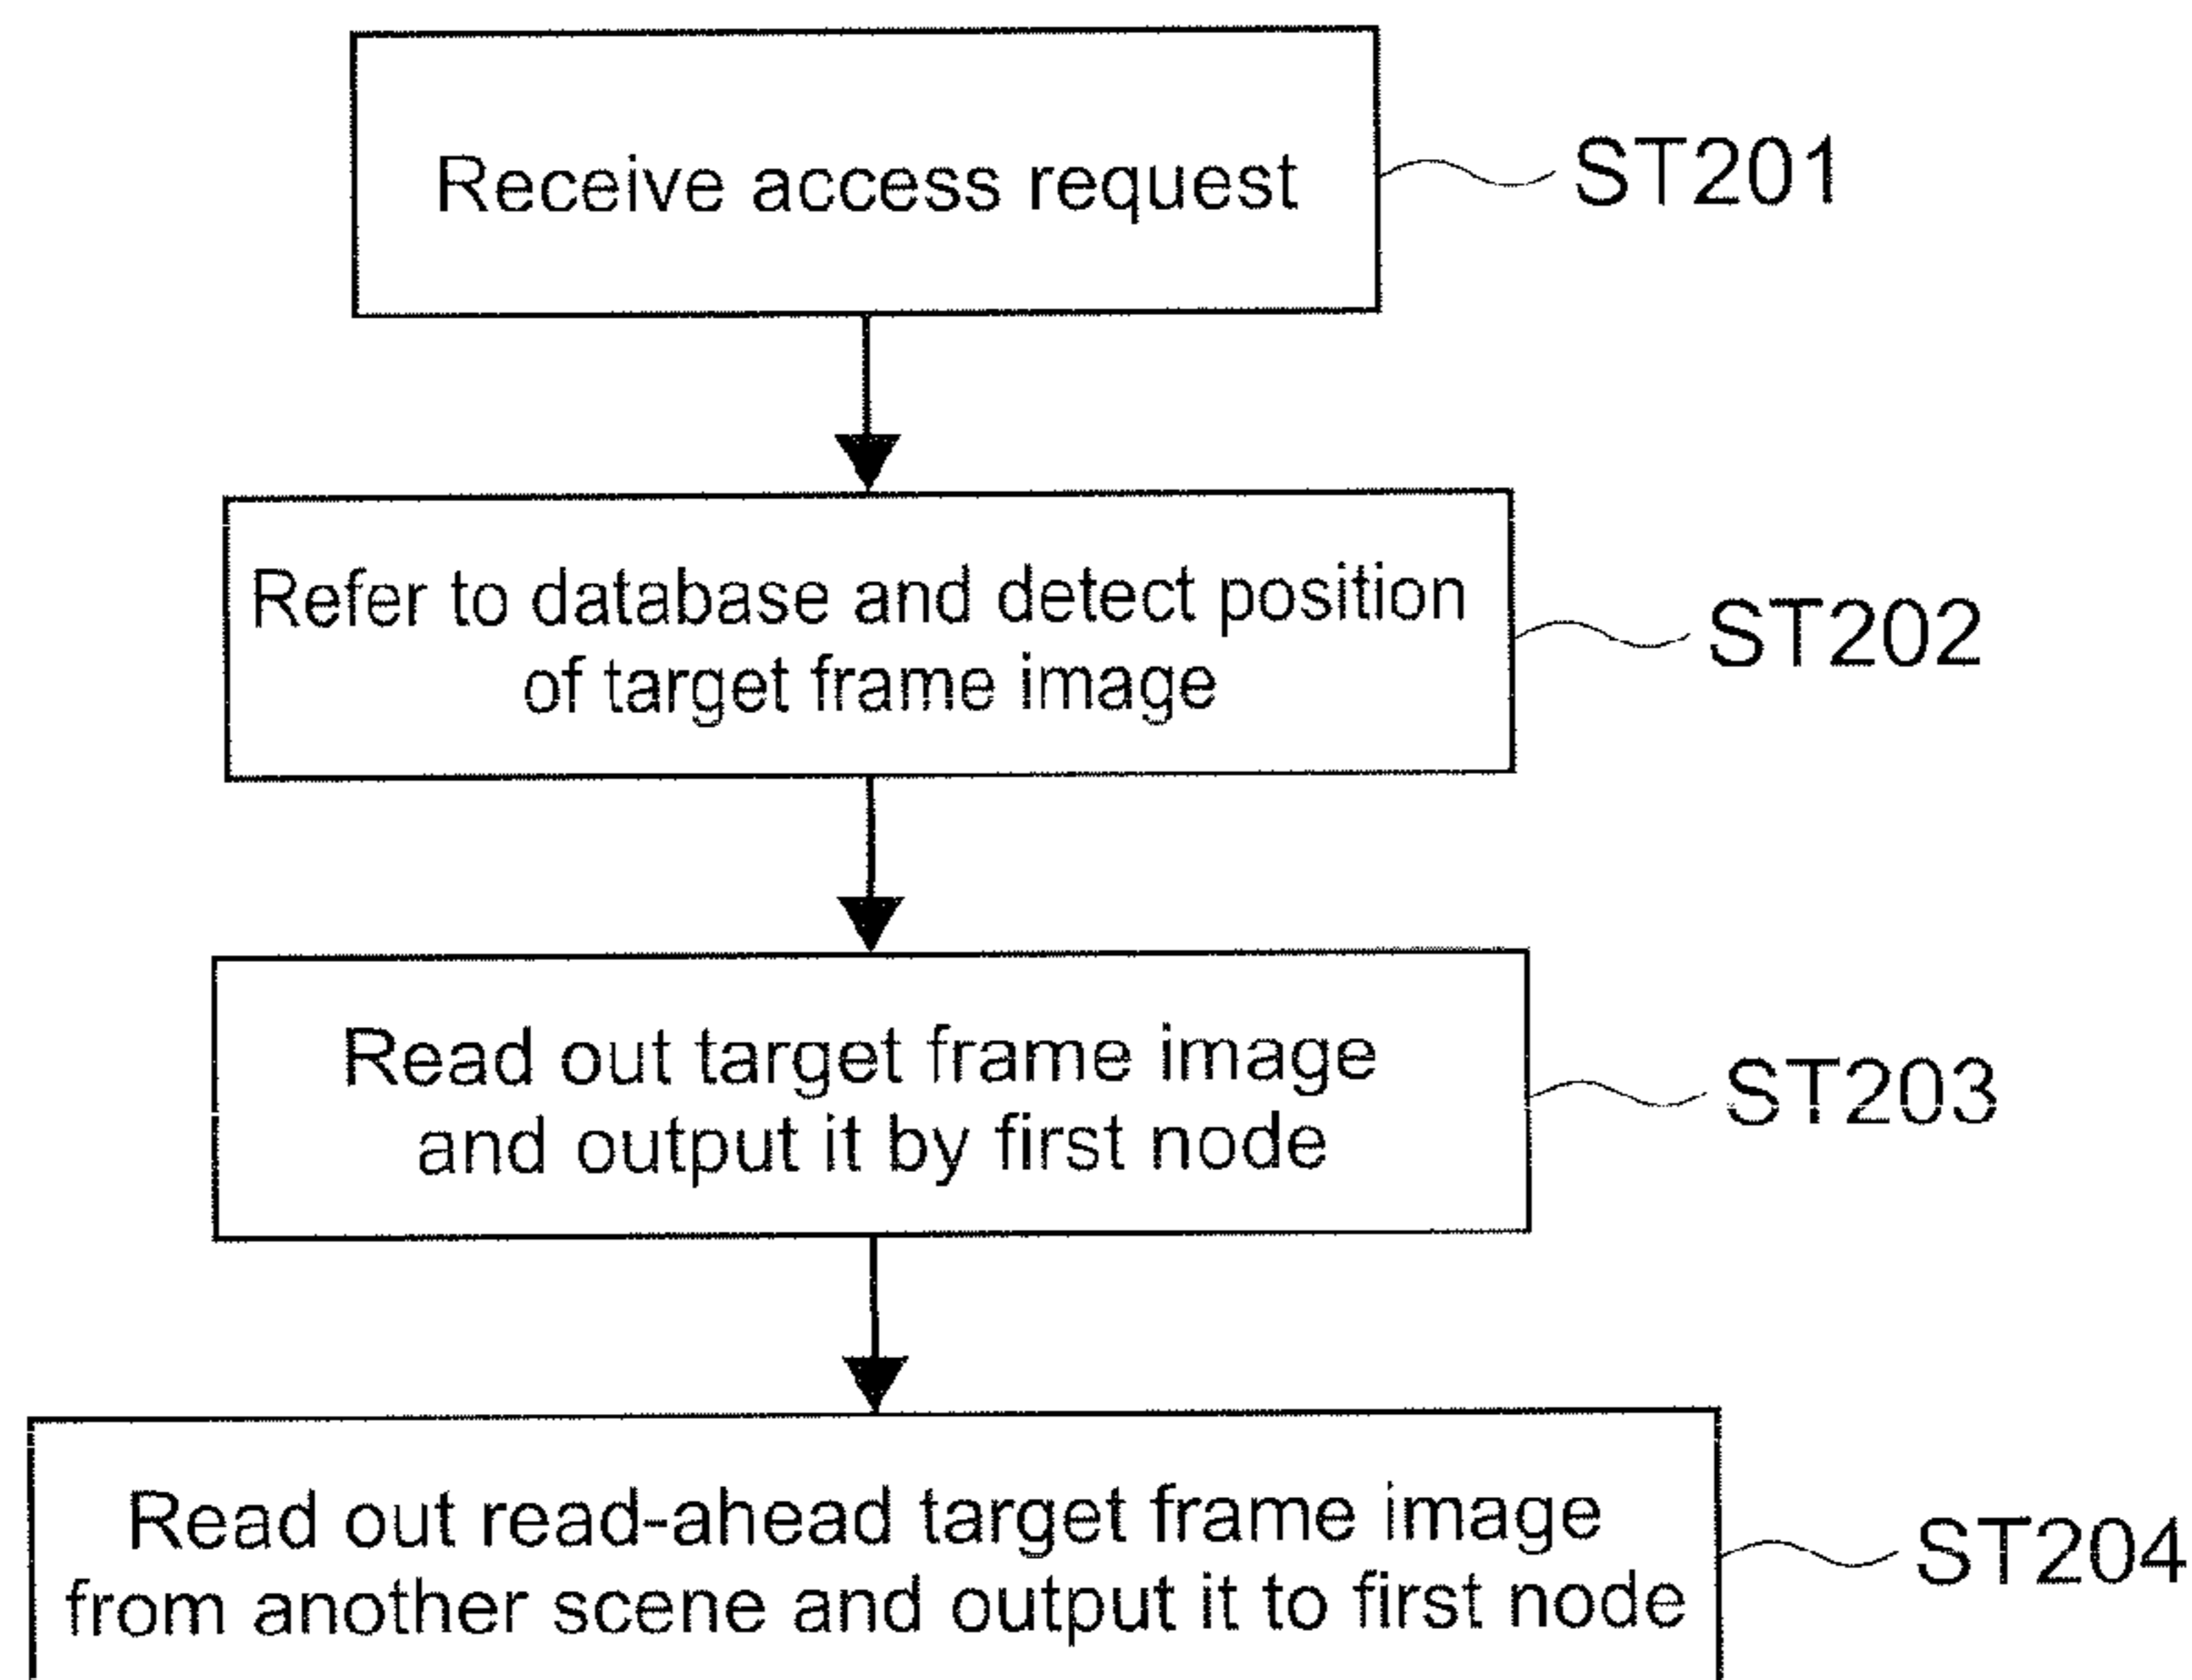 Receive access request
ST201
Refer to database and detect position
of target frame image
ST202
Read out target frame image
and output it by first node
ST203
Read out read-ahead target frame image
from another scene and output it to first node
ST204